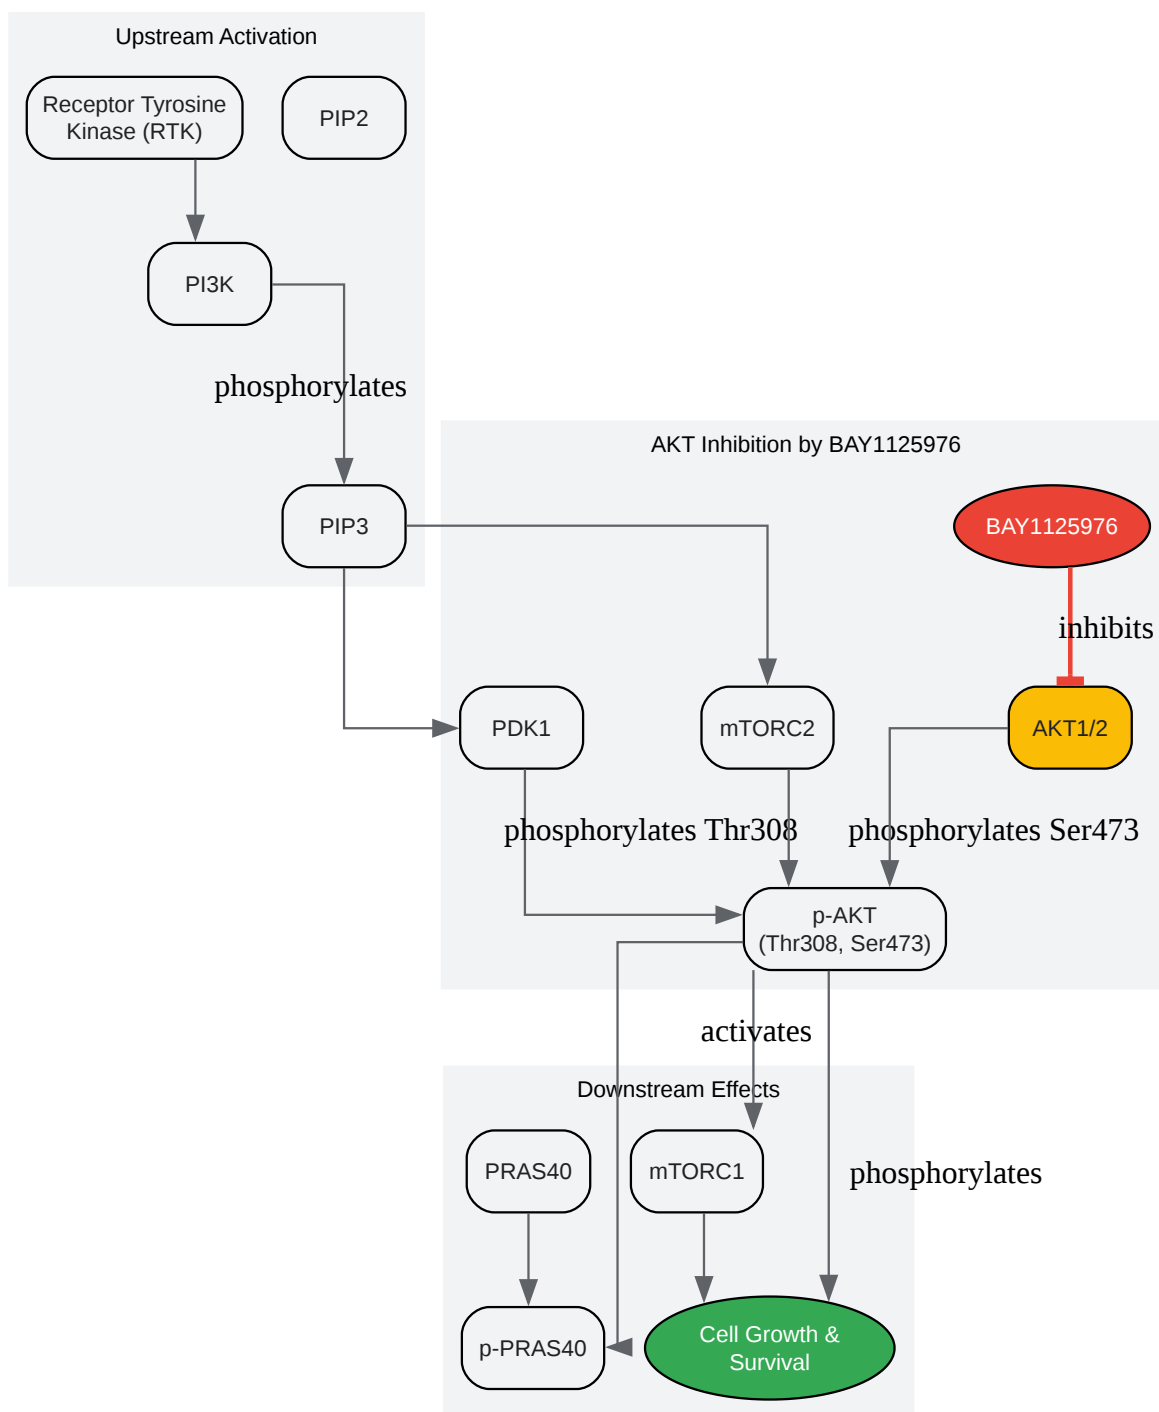 Upstream Activation
Receptor Tyrosine
Kinase (RTK)
PIP2
PI3K
phosphorylates
PIP3
AKT Inhibition by BAY1125976
BAY1125976
inhibits
PDK1
mTORC2
AKT1/2
phosphorylates Thr308
phosphorylates Ser473
p-AKT
(Thr308, Ser473)
activates
Downstream Effects
PRAS40
mTORC1
phosphorylates
p-PRAS40
Cell Growth &
Survival